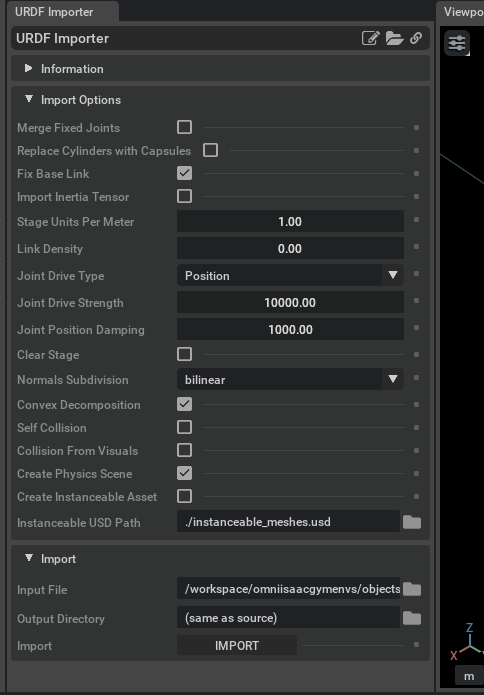 URDF Importer
Viewpo
URDF Importer
Information
Import Options
Merge Fixed Joints
Replace Cylinders with Capsules
Fix Base Link
Import Inertia Tensor
Stage Units Per Meter 1.00
Link Density 0.00
Joint Drive Type Position
Joint Drive Strength 10000.00
Joint Position Damping 1000.00
Clear Stage
Normals Subdivision bilinear
Convex Decomposition
Self Collision
Collision From Visuals
Create Physics Scene
Create Instanceable Asset
Instanceable USD Path ./instanceable_meshes.usd
Import
Input File /workspace/omniisaacgymenvs/objects
Output Directory (same as source)
Import IMPORT
Z
X
m